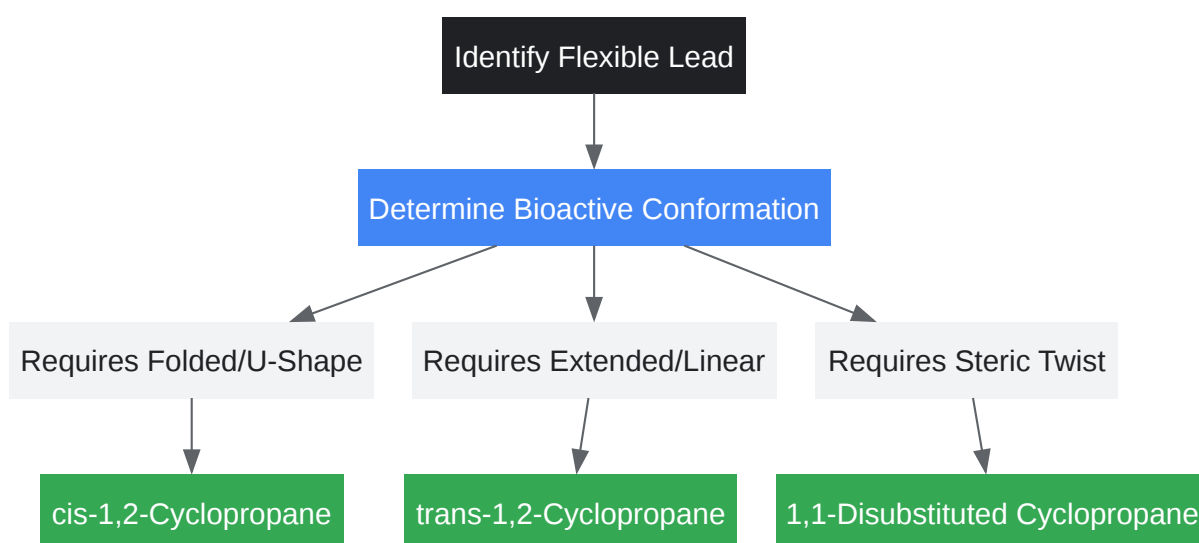 Identify Flexible Lead
Determine Bioactive Conformation
Requires Folded/U-Shape
Requires Extended/Linear
Requires Steric Twist
cis-1,2-Cyclopropane
trans-1,2-Cyclopropane
1,1-Disubstituted Cyclopropane